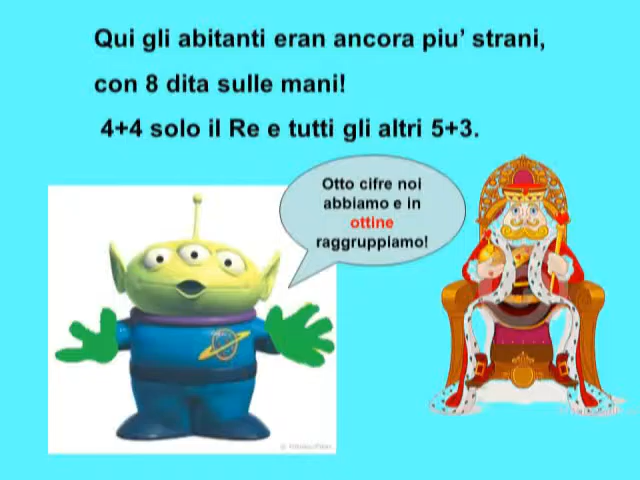 Qui gli abitanti eran ancora piu' strani,
con 8 dita sulle mani!
4+4 solo il Re e tutti gli altri 5+3.
Otto cifre noi
abbiamo e in
ottine
raggruppiamo!